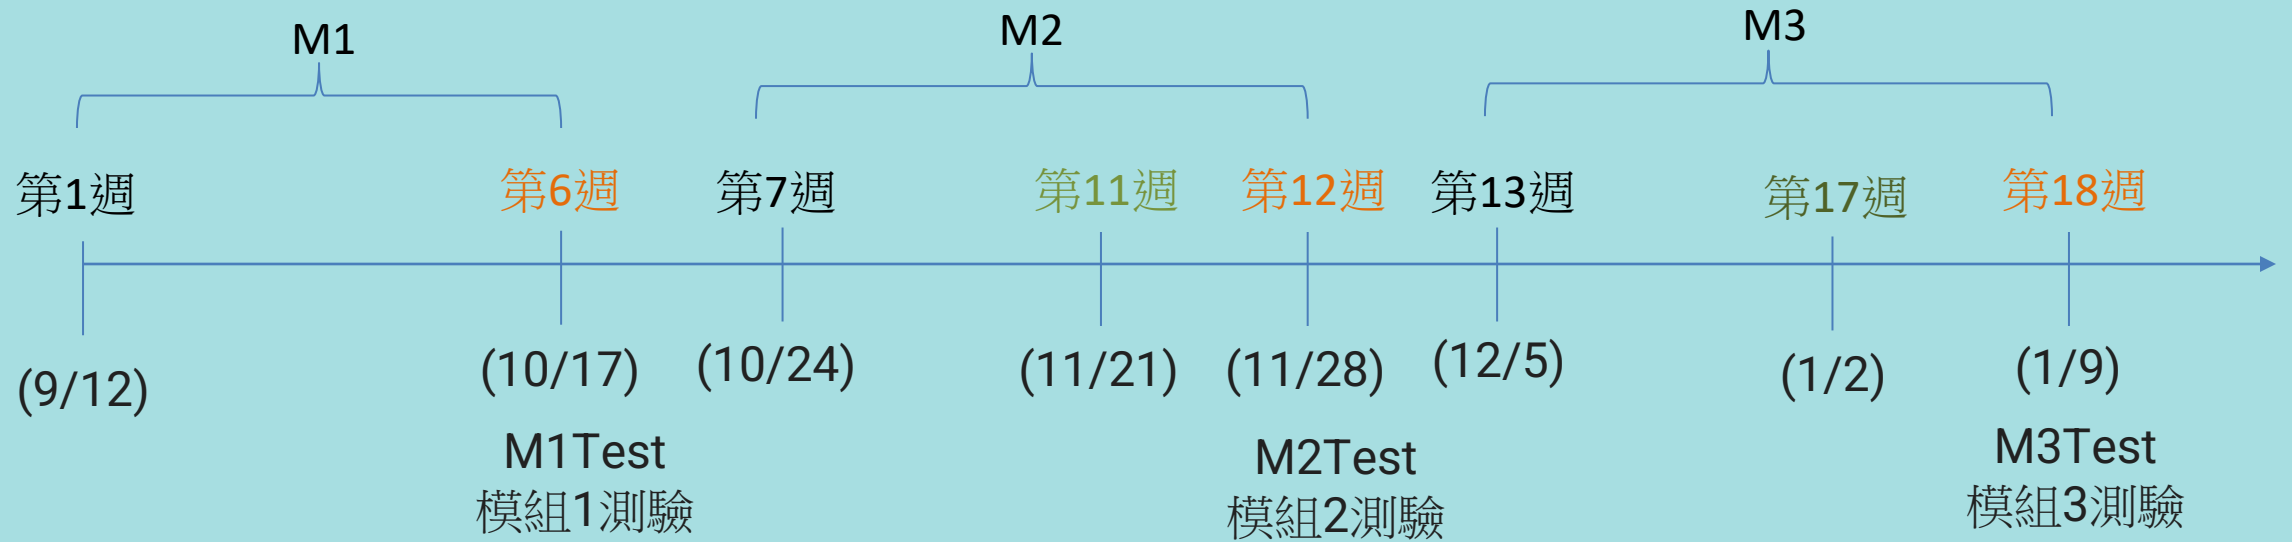 M1
M2
M3
第1週
第6週
第7週
第11週
第12週
第13週
第17週
第18週
(9/12)
(10/17)
(10/24)
(11/21)
(11/28)
(12/5)
(1/2)
(1/9)
M1Test
模組1測驗
M2Test
模組2測驗
M3Test
模組3測驗